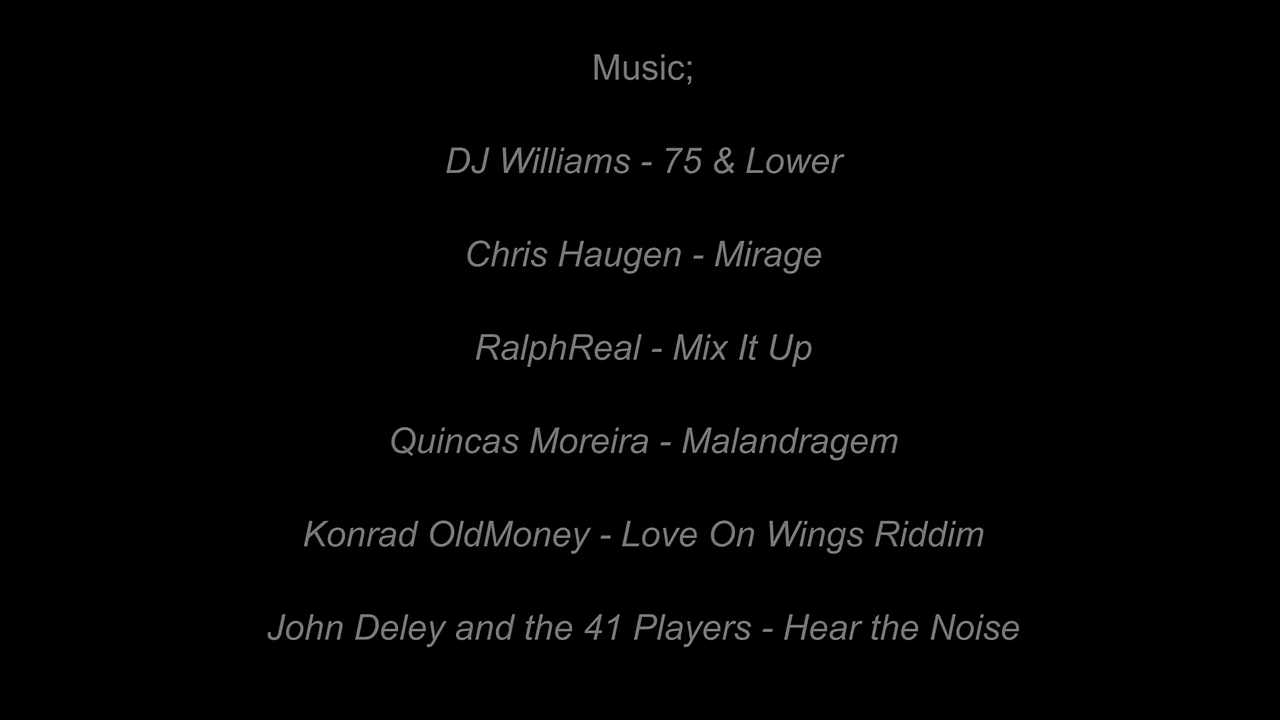 Music;
DJ Williams - 75 & Lower
Chris Haugen - Mirage
RalphReal - Mix It Up
Quincas Moreira - Malandragem
Konrad OldMoney - Love On Wings Riddim
John Deley and the 41 Players - Hear the Noise